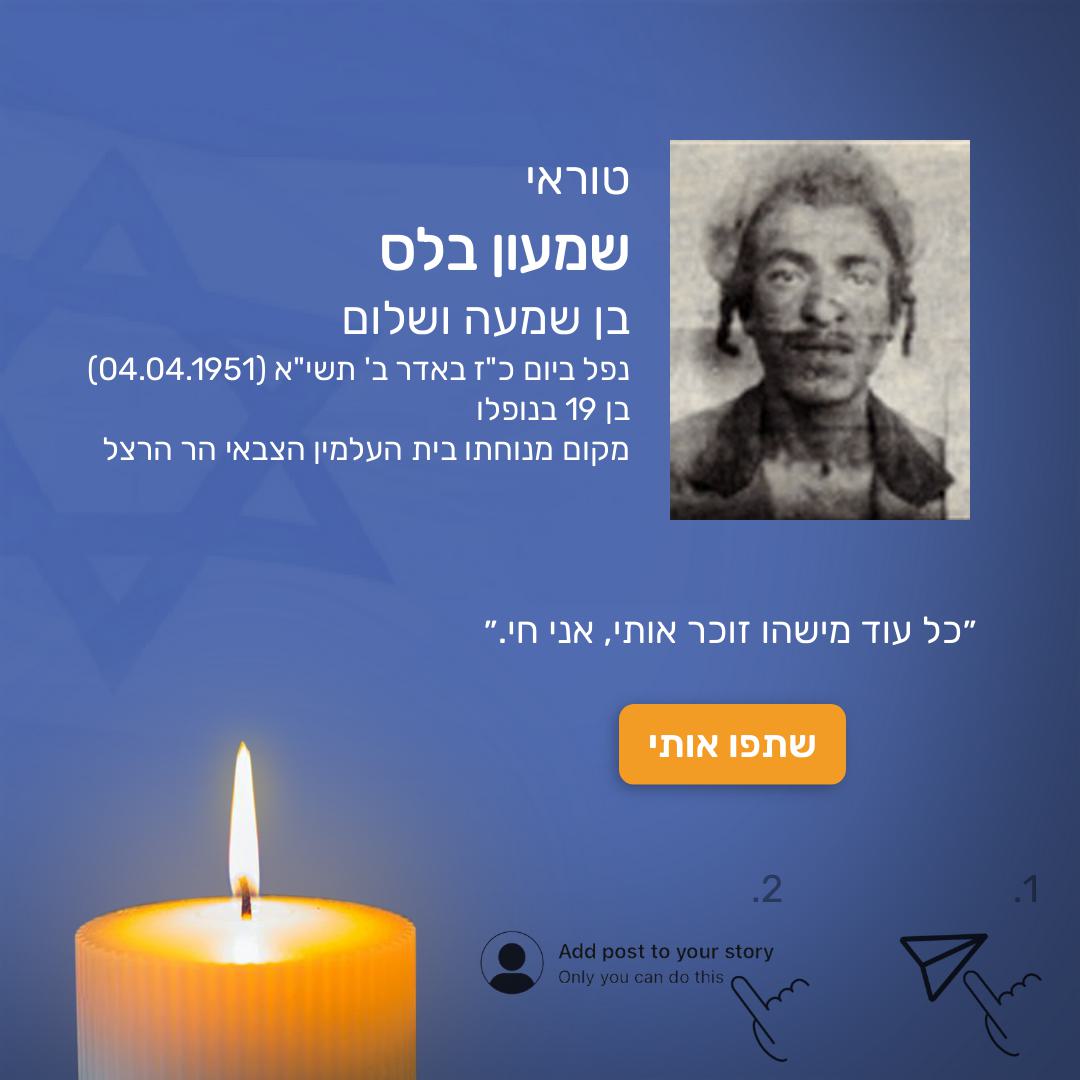 טוראי
שמעון בלס
בן שמעה ושלום
נפל ביום כ"ז באדר ב' תשי"א (04.04.1951)
בן 19 בנופלו
מקום מנוחתו בית העלמין הצבאי הר הרצל
״כל עוד מישהו זוכר אותי, אני חי.״
שתפו אותי
1.
2.
Add post to your story
Only you can do this